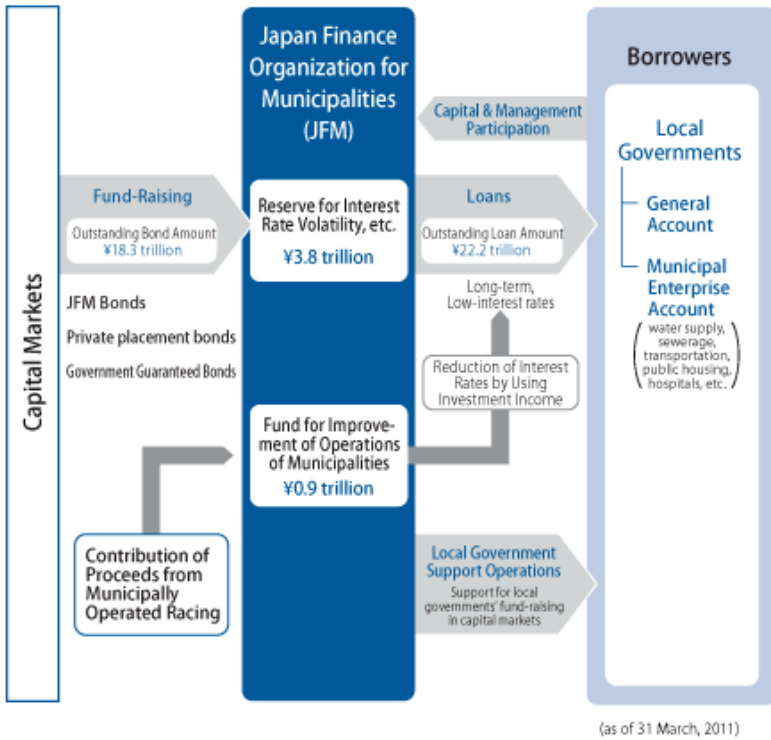 Capital Markets
Fund-Raising
Outstanding Bond Amount
¥18.3 trillion
JFM Bonds
Private placement bonds
Government Guaranteed Bonds
Contribution of
Proceeds from
Municipally
Operated Racing
Japan Finance
Organization for
Municipalities
(JFM)
Reserve for Interest
Rate Volatility, etc.
¥3.8 trillion
Fund for Improve-
ment of Operations
of Municipalities
¥0.9 trillion
Capital & Management
Participation
Loans
Outstanding Loan Amount
¥22.2 trillion
Long-term,
Low-interest rates
Reduction of Interest
Rates by Using
Investment Income
Local Government
Support Operations
Support for local
governments' fund-raising
in capital markets
Borrowers
Local
Governments
General
Account
Municipal
Enterprise
Account
(water supply,
sewerage,
transportation,
public housing,
hospitals, etc.)
(as of 31 March, 2011)